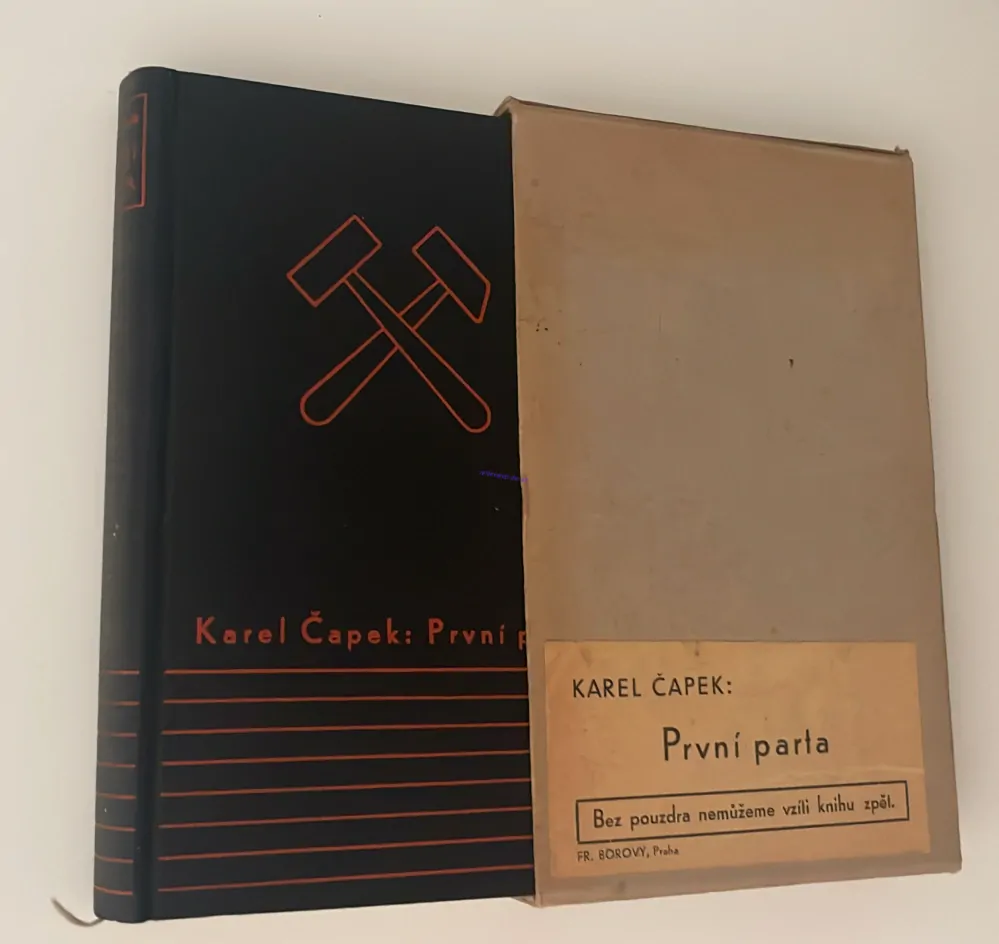 Karel Čapek: První p
KAREL ČAPEK:
První parta
Bez pouzdra nemůžeme vzíti knihu zpět.
FR. BOROVÝ, Praha